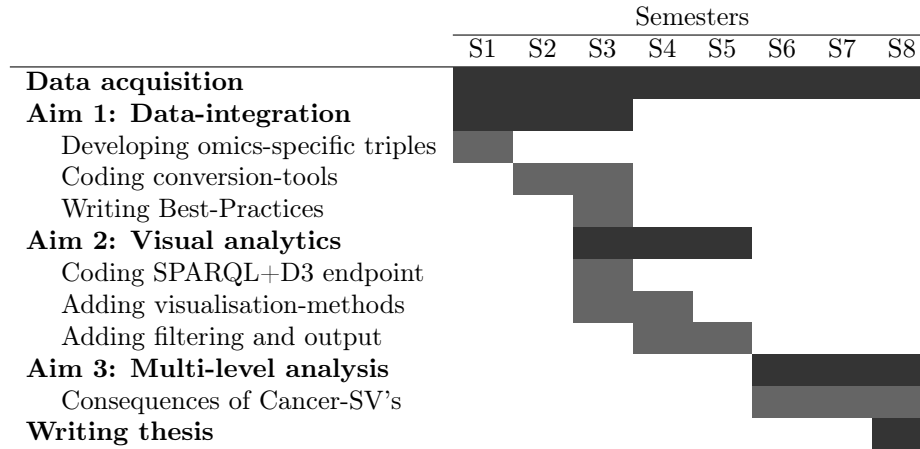 Semesters
S1 S2 S3 S4 S5 S6 S7 S8
Data acquisition
Aim 1: Data-integration
Developing omics-specific triples
Coding conversion-tools
Writing Best-Practices
Aim 2: Visual analytics
Coding SPARQL+D3 endpoint
Adding visualisation-methods
Adding filtering and output
Aim 3: Multi-level analysis
Consequences of Cancer-SV's
Writing thesis